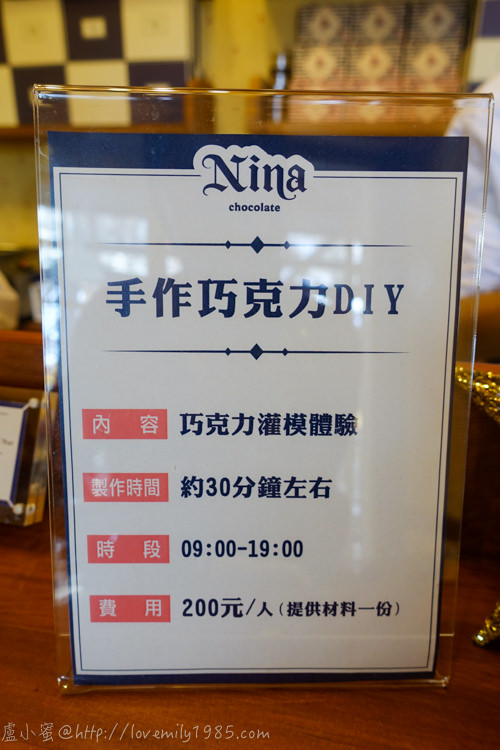 Nina
chocolate
手作巧克力DIY
內容 巧克力灌模體驗
製作時間 約30分鐘左右
時段 09:00-19:00
費用 200元/人(提供材料一份)
盧小蜜@http://lovemily1985.com